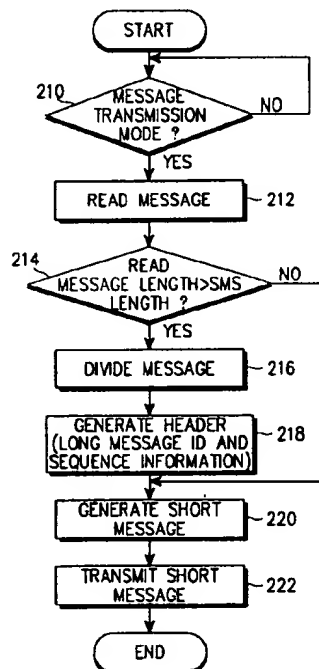 START
210
MESSAGE
TRANSMISSION
MODE ?
NO
YES
READ MESSAGE
212
214
READ
MESSAGE LENGTH>SMS
LENGTH ?
NO
YES
DIVIDE MESSAGE
216
GENERATE HEADER
(LONG MESSAGE ID AND
SEQUENCE INFORMATION)
218
GENERATE SHORT
MESSAGE
220
TRANSMIT SHORT
MESSAGE
222
END